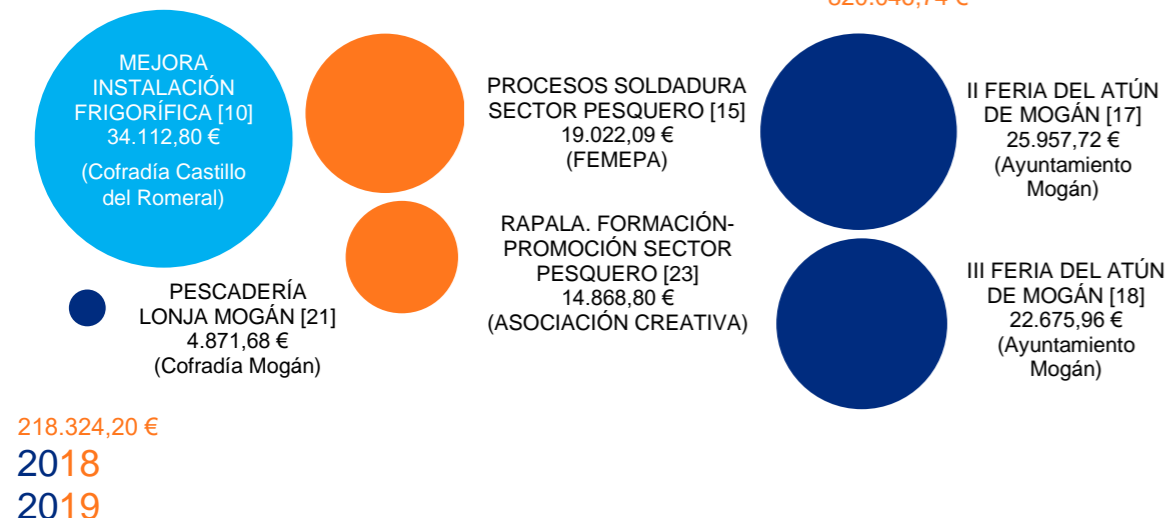 MEJORA
INSTALACIÓN
FRIGORÍFICA [10]
34.112,80 €
(Cofradía Castillo
del Romeral)
PESCADERÍA
LONJA MOGÁN [21]
4.871,68 €
(Cofradía Mogán)
PROCESOS SOLDADURA
SECTOR PESQUERO [15]
19.022,09 €
(FEMEPA)
RAPALA. FORMACIÓN-
PROMOCIÓN SECTOR
PESQUERO [23]
14.868,80 €
(ASOCIACIÓN CREATIVA)
II FERIA DEL ATÚN
DE MOGÁN [17]
25.957,72 €
(Ayuntamiento
Mogán)
III FERIA DEL ATÚN
DE MOGÁN [18]
22.675,96 €
(Ayuntamiento
Mogán)
218.324,20 €
2018
2019